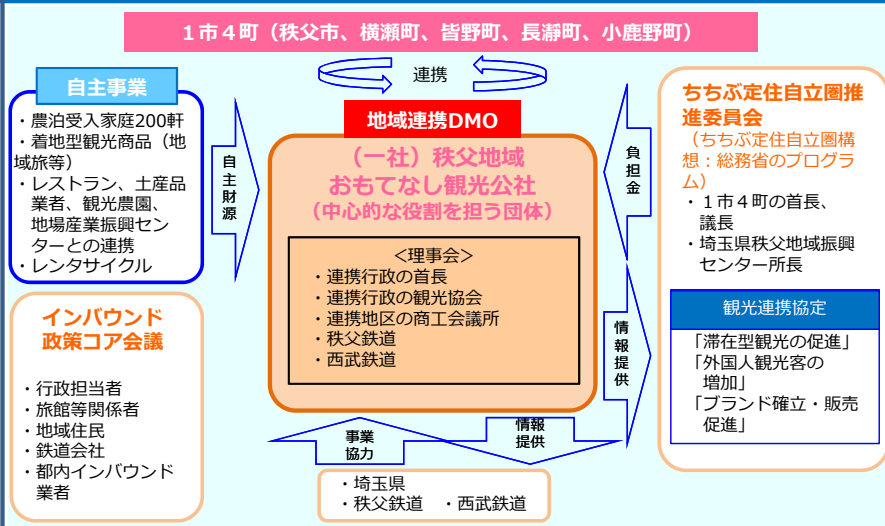 1市4町(秩父市、横瀬町、皆野町、長瀞町、小鹿野町)
連携
自主事業
・農泊受入家庭200軒
・着地型観光商品(地
域旅等)
・レストラン、土産品
業者、観光農園、
地場産業振興セン
ターとの連携
・レンタサイクル
自主財源
地域連携DMO
(一社)秩父地域
おもてなし観光公社
(中心的な役割を担う団体)
<理事会>
・連携行政の首長
・連携行政の観光協会
・連携地区の商工会議所
・秩父鉄道
・西武鉄道
負担金
ちちぶ定住自立圏推
進委員会
(ちちぶ定住自立圏構
想:総務省のプログラ
ム)
・1市4町の首長、
議長
・埼玉県秩父地域振興
センター所長
観光連携協定
「滞在型観光の促進」
「外国人観光客の
増加」
「ブランド確立・販売
促進」
情報提供
インバウンド
政策コア会議
・行政担当者
・旅館等関係者
・地域住民
・鉄道会社
・都内インバウンド
業者
事業
協力
情報
提供
・埼玉県
・秩父鉄道 ・西武鉄道